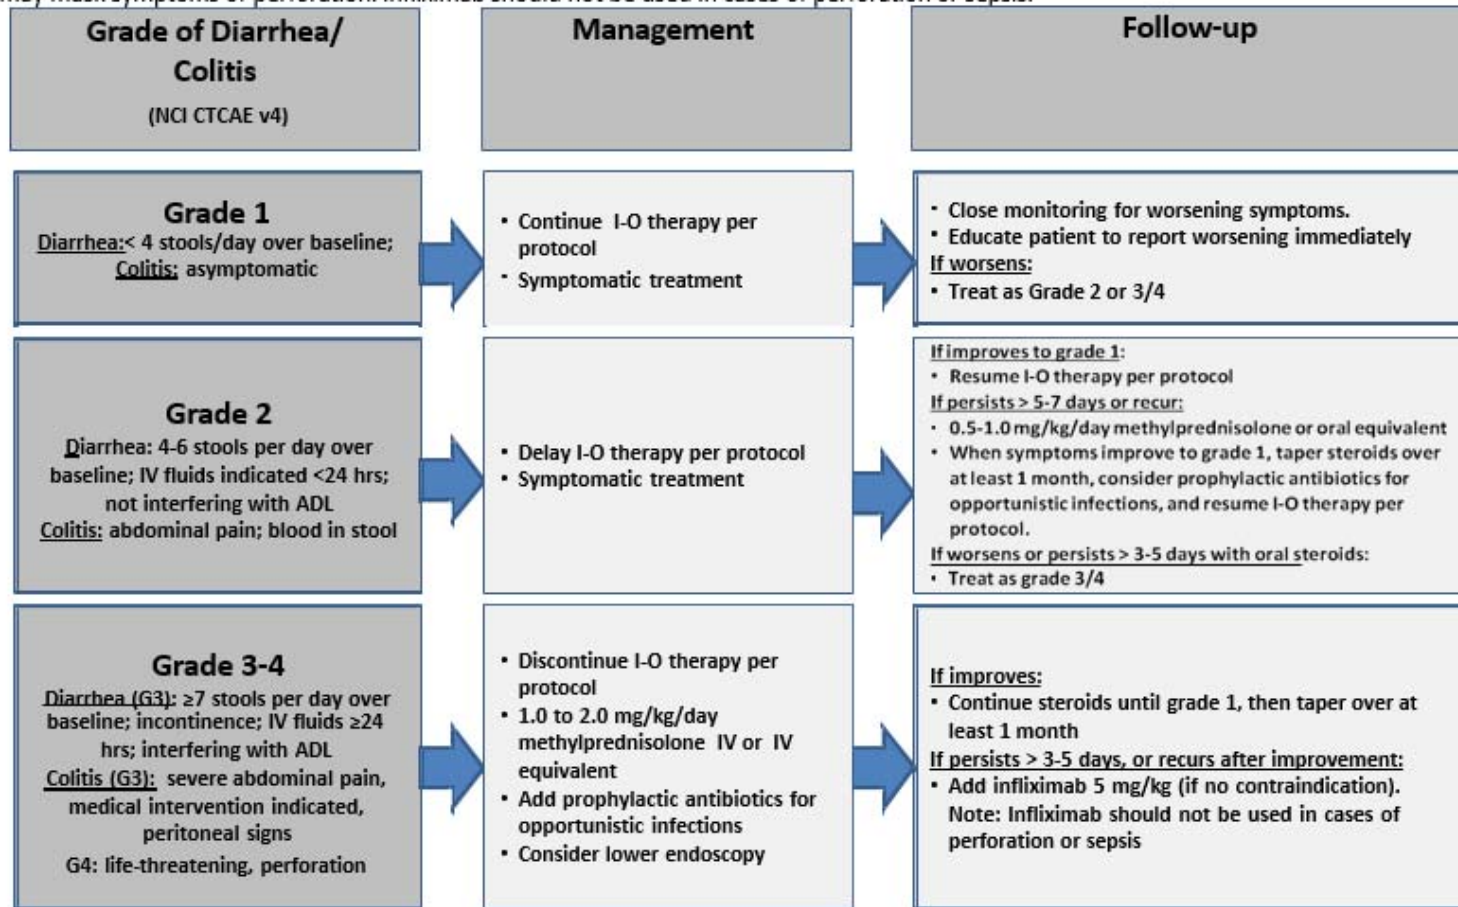 Grade of Diarrhea/
Colitis
(NCI CTCAE v4)
Management
Follow-up
Grade 1
Diarrhea:< 4 stools/day over baseline;
Colitis: asymptomatic
• Continue I-O therapy per
protocol
• Symptomatic treatment
• Close monitoring for worsening symptoms.
• Educate patient to report worsening immediately
If worsens:
• Treat as Grade 2 or 3/4
Grade 2
Diarrhea: 4-6 stools per day over
baseline; IV fluids indicated <24 hrs;
not interfering with ADL
Colitis: abdominal pain; blood in stool
• Delay I-O therapy per protocol
• Symptomatic treatment
If improves to grade 1:
• Resume I-O therapy per protocol
If persists > 5-7 days or recur:
• 0.5-1.0 mg/kg/day methylprednisolone or oral equivalent
• When symptoms improve to grade 1, taper steroids over
at least 1 month, consider prophylactic antibiotics for
opportunistic infections, and resume I-O therapy per
protocol.
If worsens or persists > 3-5 days with oral steroids:
• Treat as grade 3/4
Grade 3-4
Diarrhea (G3): ≥7 stools per day over
baseline; incontinence; IV fluids ≥24
hrs; interfering with ADL
Colitis (G3): severe abdominal pain,
medical intervention indicated,
peritoneal signs
G4: life-threatening, perforation
• Discontinue I-O therapy per
protocol
• 1.0 to 2.0 mg/kg/day
methylprednisolone IV or IV
equivalent
• Add prophylactic antibiotics for
opportunistic infections
• Consider lower endoscopy
If improves:
• Continue steroids until grade 1, then taper over at
least 1 month
If persists > 3-5 days, or recurs after improvement:
• Add infliximab 5 mg/kg (if no contraindication).
Note: Infliximab should not be used in cases of
perforation or sepsis